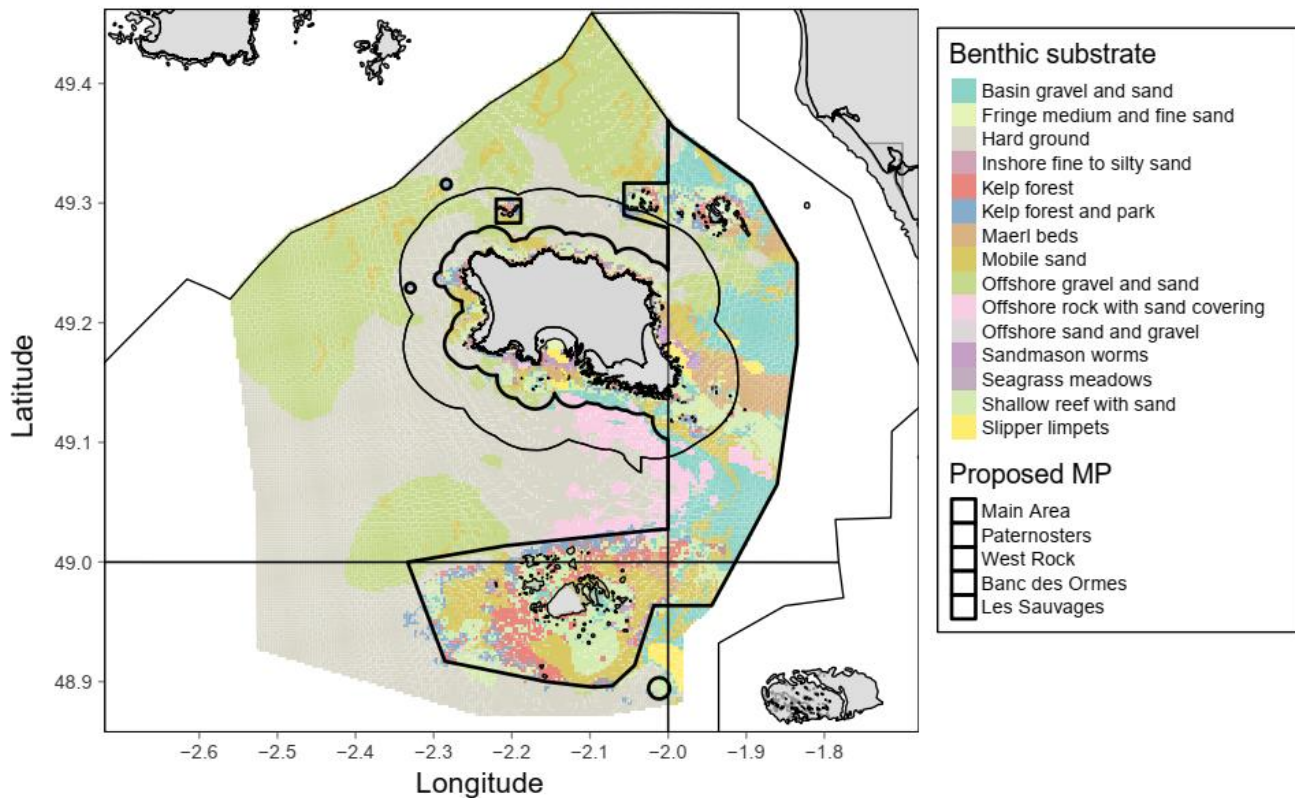 49.4
49.3
49.2
49.1
49.0
48.9
Latitude
−2.6
−2.5
−2.4
−2.3
−2.2
−2.1
−2.0
−1.9
−1.8
Longitude
Benthic substrate
Basin gravel and sand
Fringe medium and fine sand
Hard ground
Inshore fine to silty sand
Kelp forest
Kelp forest and park
Maerl beds
Mobile sand
Offshore gravel and sand
Offshore rock with sand covering
Offshore sand and gravel
Sandmason worms
Seagrass meadows
Shallow reef with sand
Slipper limpets
Proposed MP
Main Area
Paternosters
West Rock
Banc des Ormes
Les Sauvages